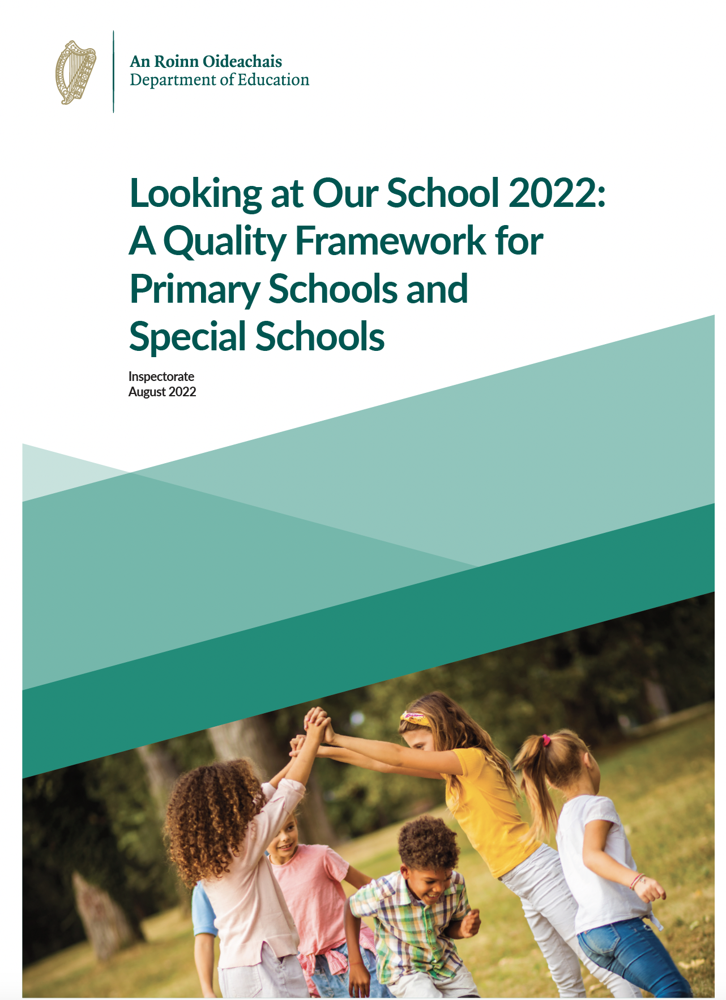 An Roinn Oideachais
Department of Education
Looking at Our School 2022:
A Quality Framework for
Primary Schools and
Special Schools
Inspectorate
August 2022